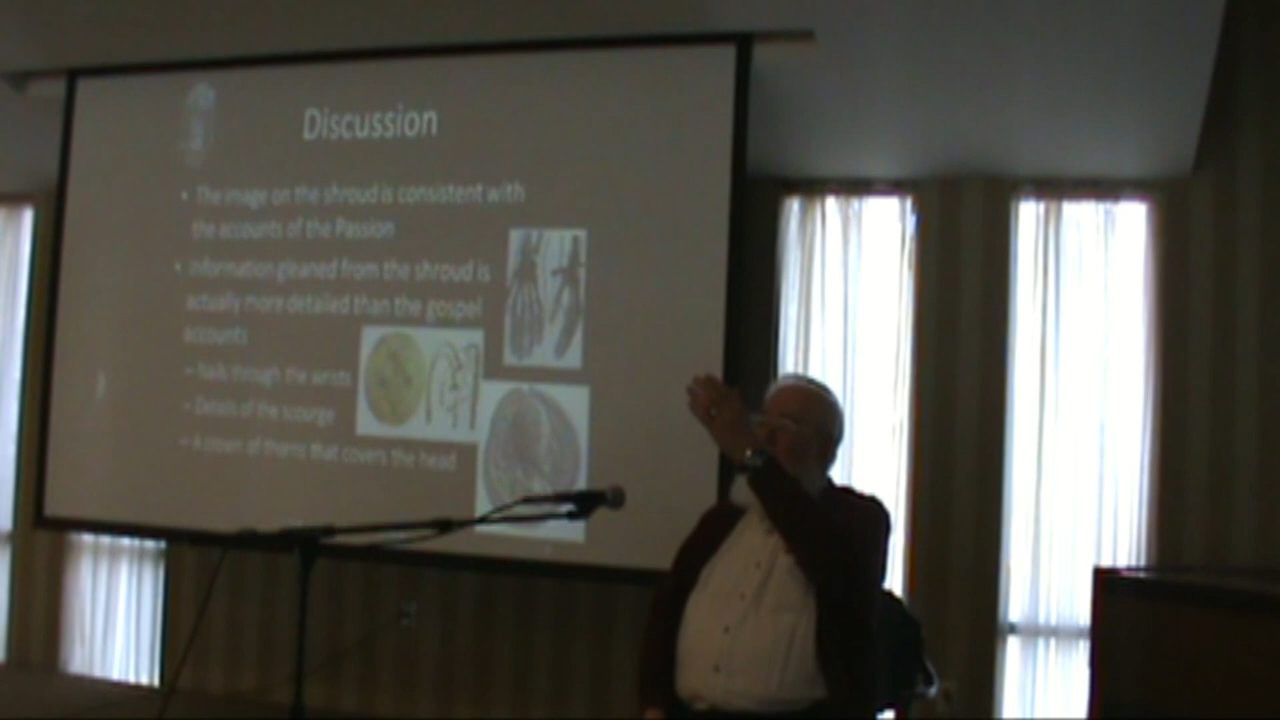 Discussion
• The image on the shroud is consistent with
the accounts of the Passion
• Information gleaned from the shroud is
actually more detailed than the gospel
accounts
– Nails through the wrists
– Details of the scourge
– A crown of thorns that covers the head